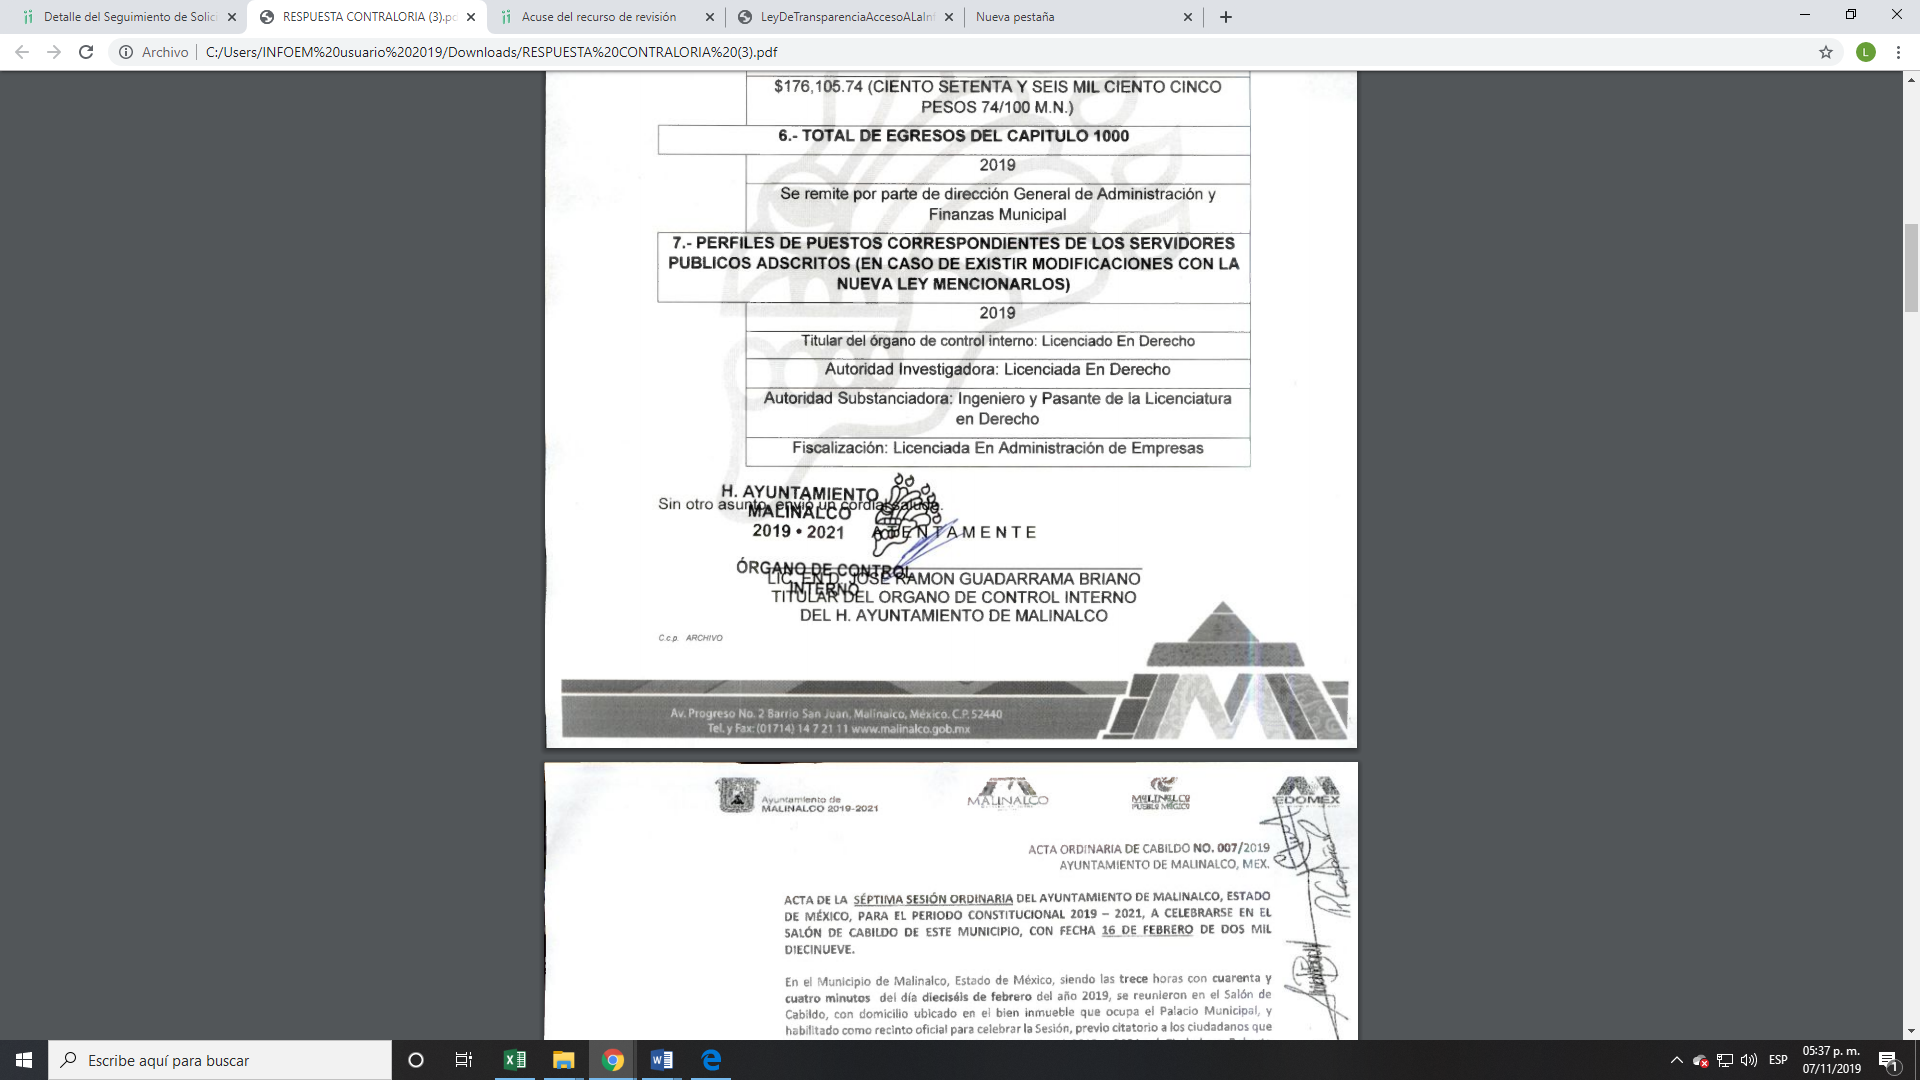 Detalle del Seguimiento de Solici
RESPUESTA CONTRALORIA (3).pd
Acuse del recurso de revisión
LeyDeTransparenciaAccesoALaInf
Nueva pestaña
Archivo
C:/Users/INFOEM%20usuario%202019/Downloads/RESPUESTA%20CONTRALORIA%20(3).pdf
L
$176,105.74 (CIENTO SETENTA Y SEIS MIL CIENTO CINCO
PESOS 74/100 M.N.)
6.- TOTAL DE EGRESOS DEL CAPITULO 1000
2019
Se remite por parte de dirección General de Administración y
Finanzas Municipal
7.- PERFILES DE PUESTOS CORRESPONDIENTES DE LOS SERVIDORES
PUBLICOS ADSCRITOS (EN CASO DE EXISTIR MODIFICACIONES CON LA
NUEVA LEY MENCIONARLOS)
2019
Titular del órgano de control interno: Licenciado En Derecho
Autoridad Investigadora: Licenciada En Derecho
Autoridad Substanciadora: Ingeniero y Pasante de la Licenciatura
en Derecho
Fiscalización: Licenciada En Administración de Empresas
H. AYUNTAMIENTO
Sin otro asunto, envió un cordial saludo.
MALINALCO
2019 • 2021
ATENTAMENTE
ÓRGANO DE CONTROL
INTERNO
LIC. EN D. JOSE RAMON GUADARRAMA BRIANO
TITULAR DEL ORGANO DE CONTROL INTERNO
DEL H. AYUNTAMIENTO DE MALINALCO
C.c.p. ARCHIVO
Av. Progreso No. 2 Barrio San Juan, Malinalco, México. C.P. 52440
Tel. y Fax: (01714) 14 7 21 11 www.malinalco.gob.mx
Ayuntamiento de
MALINALCO 2019-2021
MALINALCO
MALINALCO
PUEBLO MÁGICO
EDOMEX
ACTA ORDINARIA DE CABILDO NO. 007/2019
AYUNTAMIENTO DE MALINALCO, MEX.
ACTA DE LA SÉPTIMA SESIÓN ORDINARIA DEL AYUNTAMIENTO DE MALINALCO, ESTADO
DE MÉXICO, PARA EL PERIODO CONSTITUCIONAL 2019 – 2021, A CELEBRARSE EN EL
SALÓN DE CABILDO DE ESTE MUNICIPIO, CON FECHA 16 DE FEBRERO DE DOS MIL
DIECINUEVE.
En el Municipio de Malinalco, Estado de México, siendo las trece horas con cuarenta y
cuatro minutos del día dieciséis de febrero del año 2019, se reunieron en el Salón de
Cabildo, con domicilio ubicado en el bien inmueble que ocupa el Palacio Municipal, y
habilitado como recinto oficial para celebrar la Sesión, previo citatorio a los ciudadanos que
Escribe aquí para buscar
ESP
05:37 p. m.
07/11/2019
1